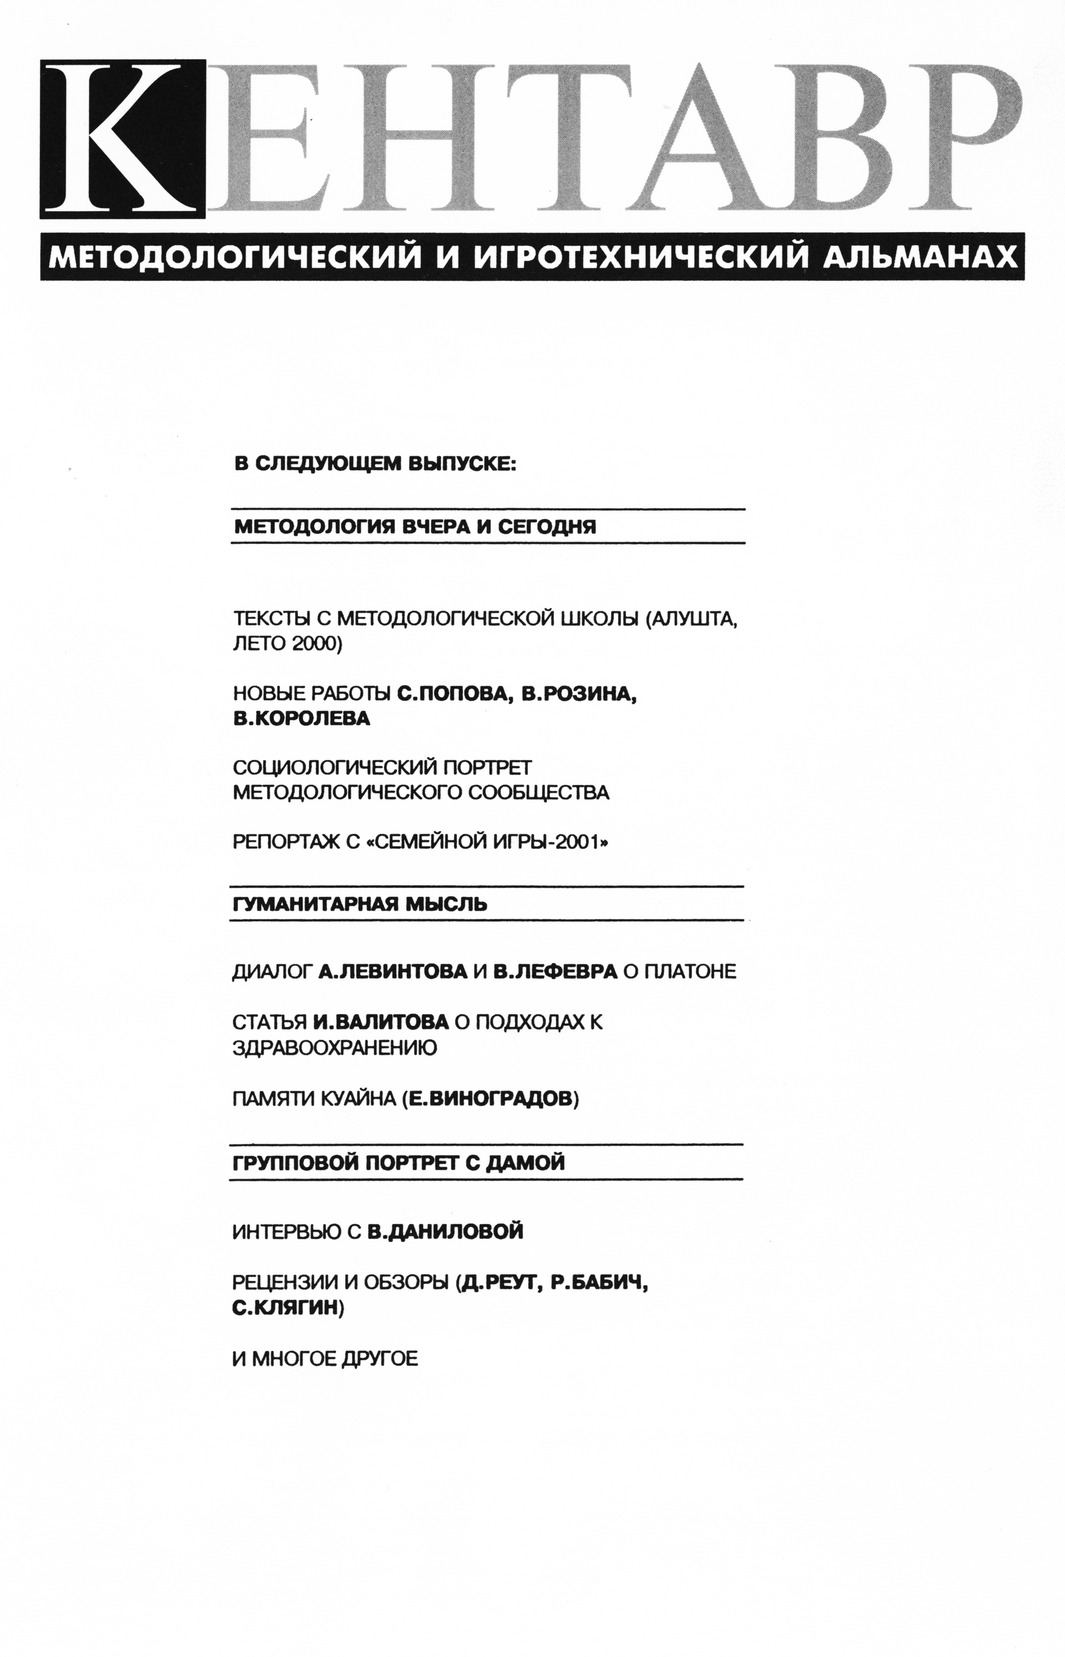 КЕНТАВР
МЕТОДОЛОГИЧЕСКИЙ И ИГРОТЕХНИЧЕСКИЙ АЛЬМАНАХ
В СЛЕДУЮЩЕМ ВЫПУСКЕ:
МЕТОДОЛОГИЯ ВЧЕРА И СЕГОДНЯ
ТЕКСТЫ С МЕТОДОЛОГИЧЕСКОЙ ШКОЛЫ (АЛУШТА,
ЛЕТО 2000)
НОВЫЕ РАБОТЫ С.ПОПОВА, В.РОЗИНА,
В.КОРОЛЕВА
СОЦИОЛОГИЧЕСКИЙ ПОРТРЕТ
МЕТОДОЛОГИЧЕСКОГО СООБЩЕСТВА
РЕПОРТАЖ С «СЕМЕЙНОЙ ИГРЫ-2001»
ГУМАНИТАРНАЯ МЫСЛЬ
ДИАЛОГ А.ЛЕВИНТОВА И В.ЛЕФЕВРА О ПЛАТОНЕ
СТАТЬЯ И.ВАЛИТОВА О ПОДХОДАХ К
ЗДРАВООХРАНЕНИЮ
ПАМЯТИ КУАЙНА (Е.ВИНОГРАДОВ)
ГРУППОВОЙ ПОРТРЕТ С ДАМОЙ
ИНТЕРВЬЮ С В.ДАНИЛОВОЙ
РЕЦЕНЗИИ И ОБЗОРЫ (Д.РЕУТ, Р.БАБИЧ,
С.КЛЯГИН)
И МНОГОЕ ДРУГОЕ